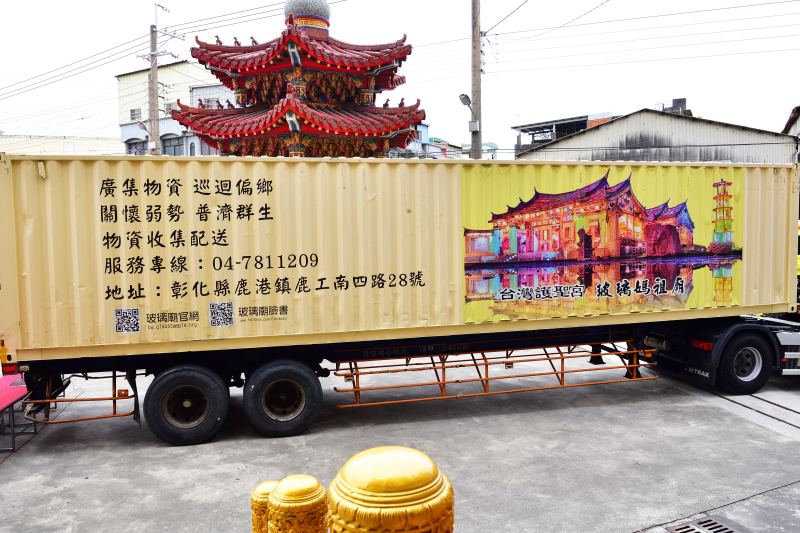 廣集物資 巡迴偏鄉
關懷弱勢 普濟群生
物資收集配送
服務專線：04-7811209
地址：彰化縣鹿港鎮鹿工南四路28號
玻璃廟官網
玻璃廟臉書
台灣護聖宮 玻璃媽祖廟
SITRAK